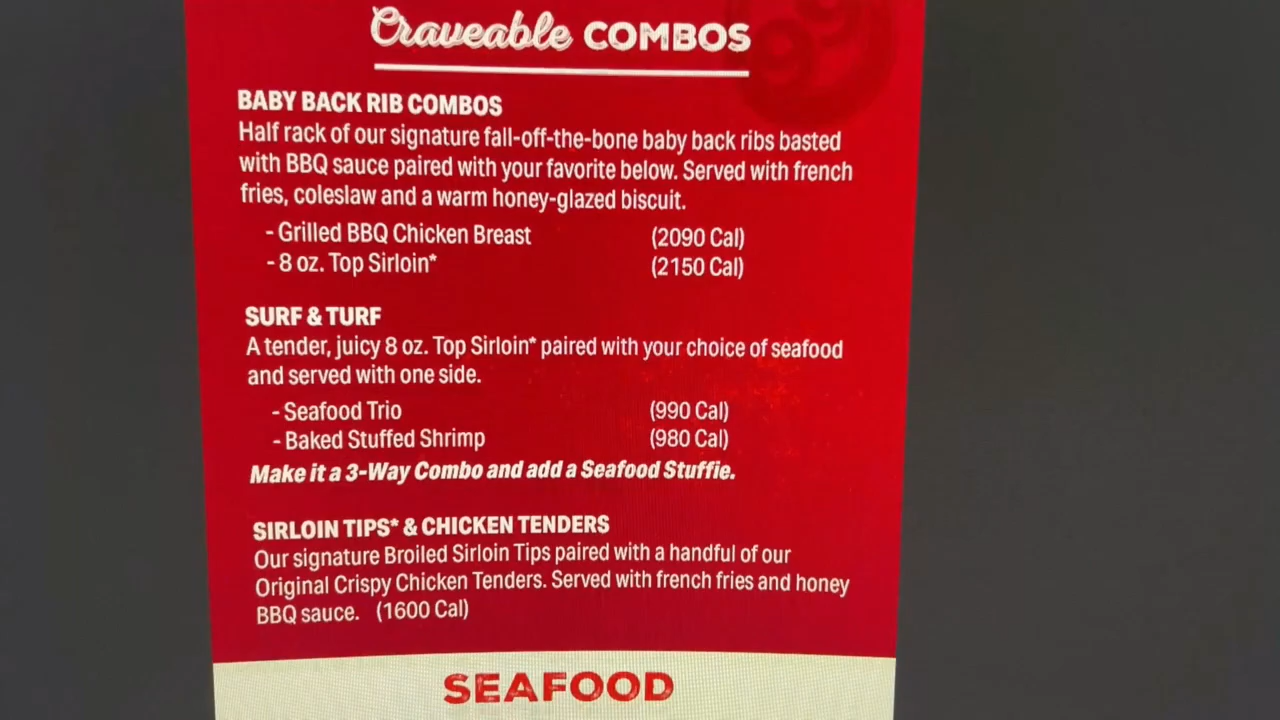 Craveable COMBOS
99
BABY BACK RIB COMBOS
Half rack of our signature fall-off-the-bone baby back ribs basted
with BBQ sauce paired with your favorite below. Served with french
fries, coleslaw and a warm honey-glazed biscuit.
- Grilled BBQ Chicken Breast (2090 Cal)
- 8 oz. Top Sirloin* (2150 Cal)
SURF & TURF
A tender, juicy 8 oz. Top Sirloin* paired with your choice of seafood
and served with one side.
- Seafood Trio (990 Cal)
- Baked Stuffed Shrimp (980 Cal)
Make it a 3-Way Combo and add a Seafood Stuffie.
SIRLOIN TIPS* & CHICKEN TENDERS
Our signature Broiled Sirloin Tips paired with a handful of our
Original Crispy Chicken Tenders. Served with french fries and honey
BBQ sauce. (1600 Cal)
SEAFOOD